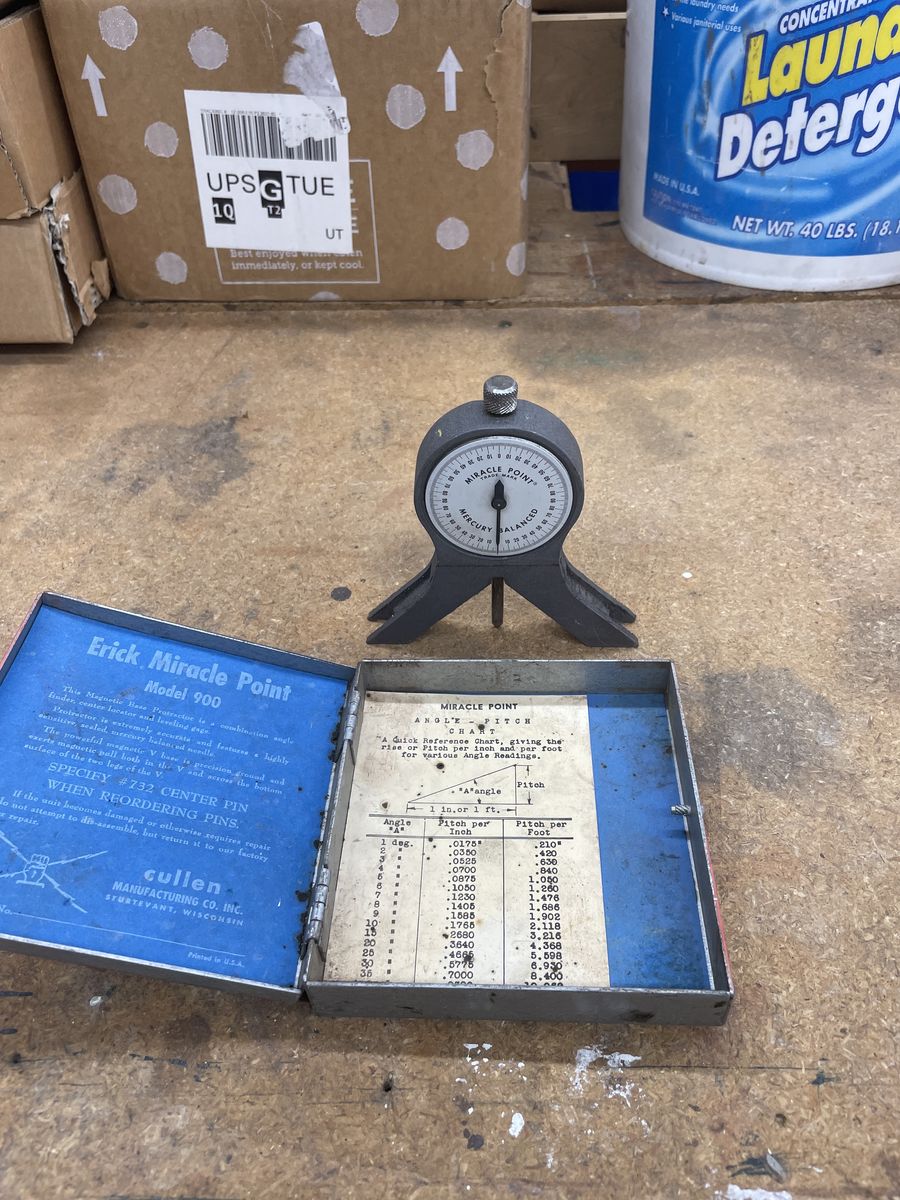 UPS G TUE
1Q T2
UT
Best enjoyed when
immediately, or kept cool.
laundry needs
Various janitorial uses
Laun
Deterg
MADE IN U.S.A.
NET WT. 40 LBS. (18.
MIRACLE POINT
TRADE MARK
MERCURY BALANCED
Erick Miracle Point
Model 900
This Magnetic Base Protractor is a combination angle
finder, center locator and leveling gage.
Protractor is extremely accurate and features a highly
sensitive, sealed, mercury balanced needle.
The powerful magnetic V base is precision ground and
exerts magnetic pull both in the V and across the bottom
surface of the two legs of the V.
SPECIFY #732 CENTER PIN
WHEN REORDERING PINS.
If the unit becomes damaged or otherwise requires repair
do not attempt to dis-assemble, but return it to our factory
repair.
cullen
MANUFACTURING CO. INC.
STURTEVANT, WISCONSIN
No.
Printed in U.S.A.
MIRACLE POINT
ANGLE - PITCH
CHART
"A Quick Reference Chart, giving the
rise or Pitch per inch and per foot
for various Angle Readings.
"A" angle
Pitch
1 in. or 1 ft.
Angle "A" Pitch per Inch Pitch per Foot
1 deg. .0175" .210"
2 " .0350 .420
3 " .0525 .630
4 " .0700 .840
5 " .0875 1.050
6 " .1050 1.260
7 " .1230 1.476
8 " .1405 1.686
9 " .1585 1.902
10 " .1765 2.118
15 " .2680 3.216
20 " .3640 4.368
25 " .4665 5.598
30 " .5775 6.930
35 " .7000 8.400